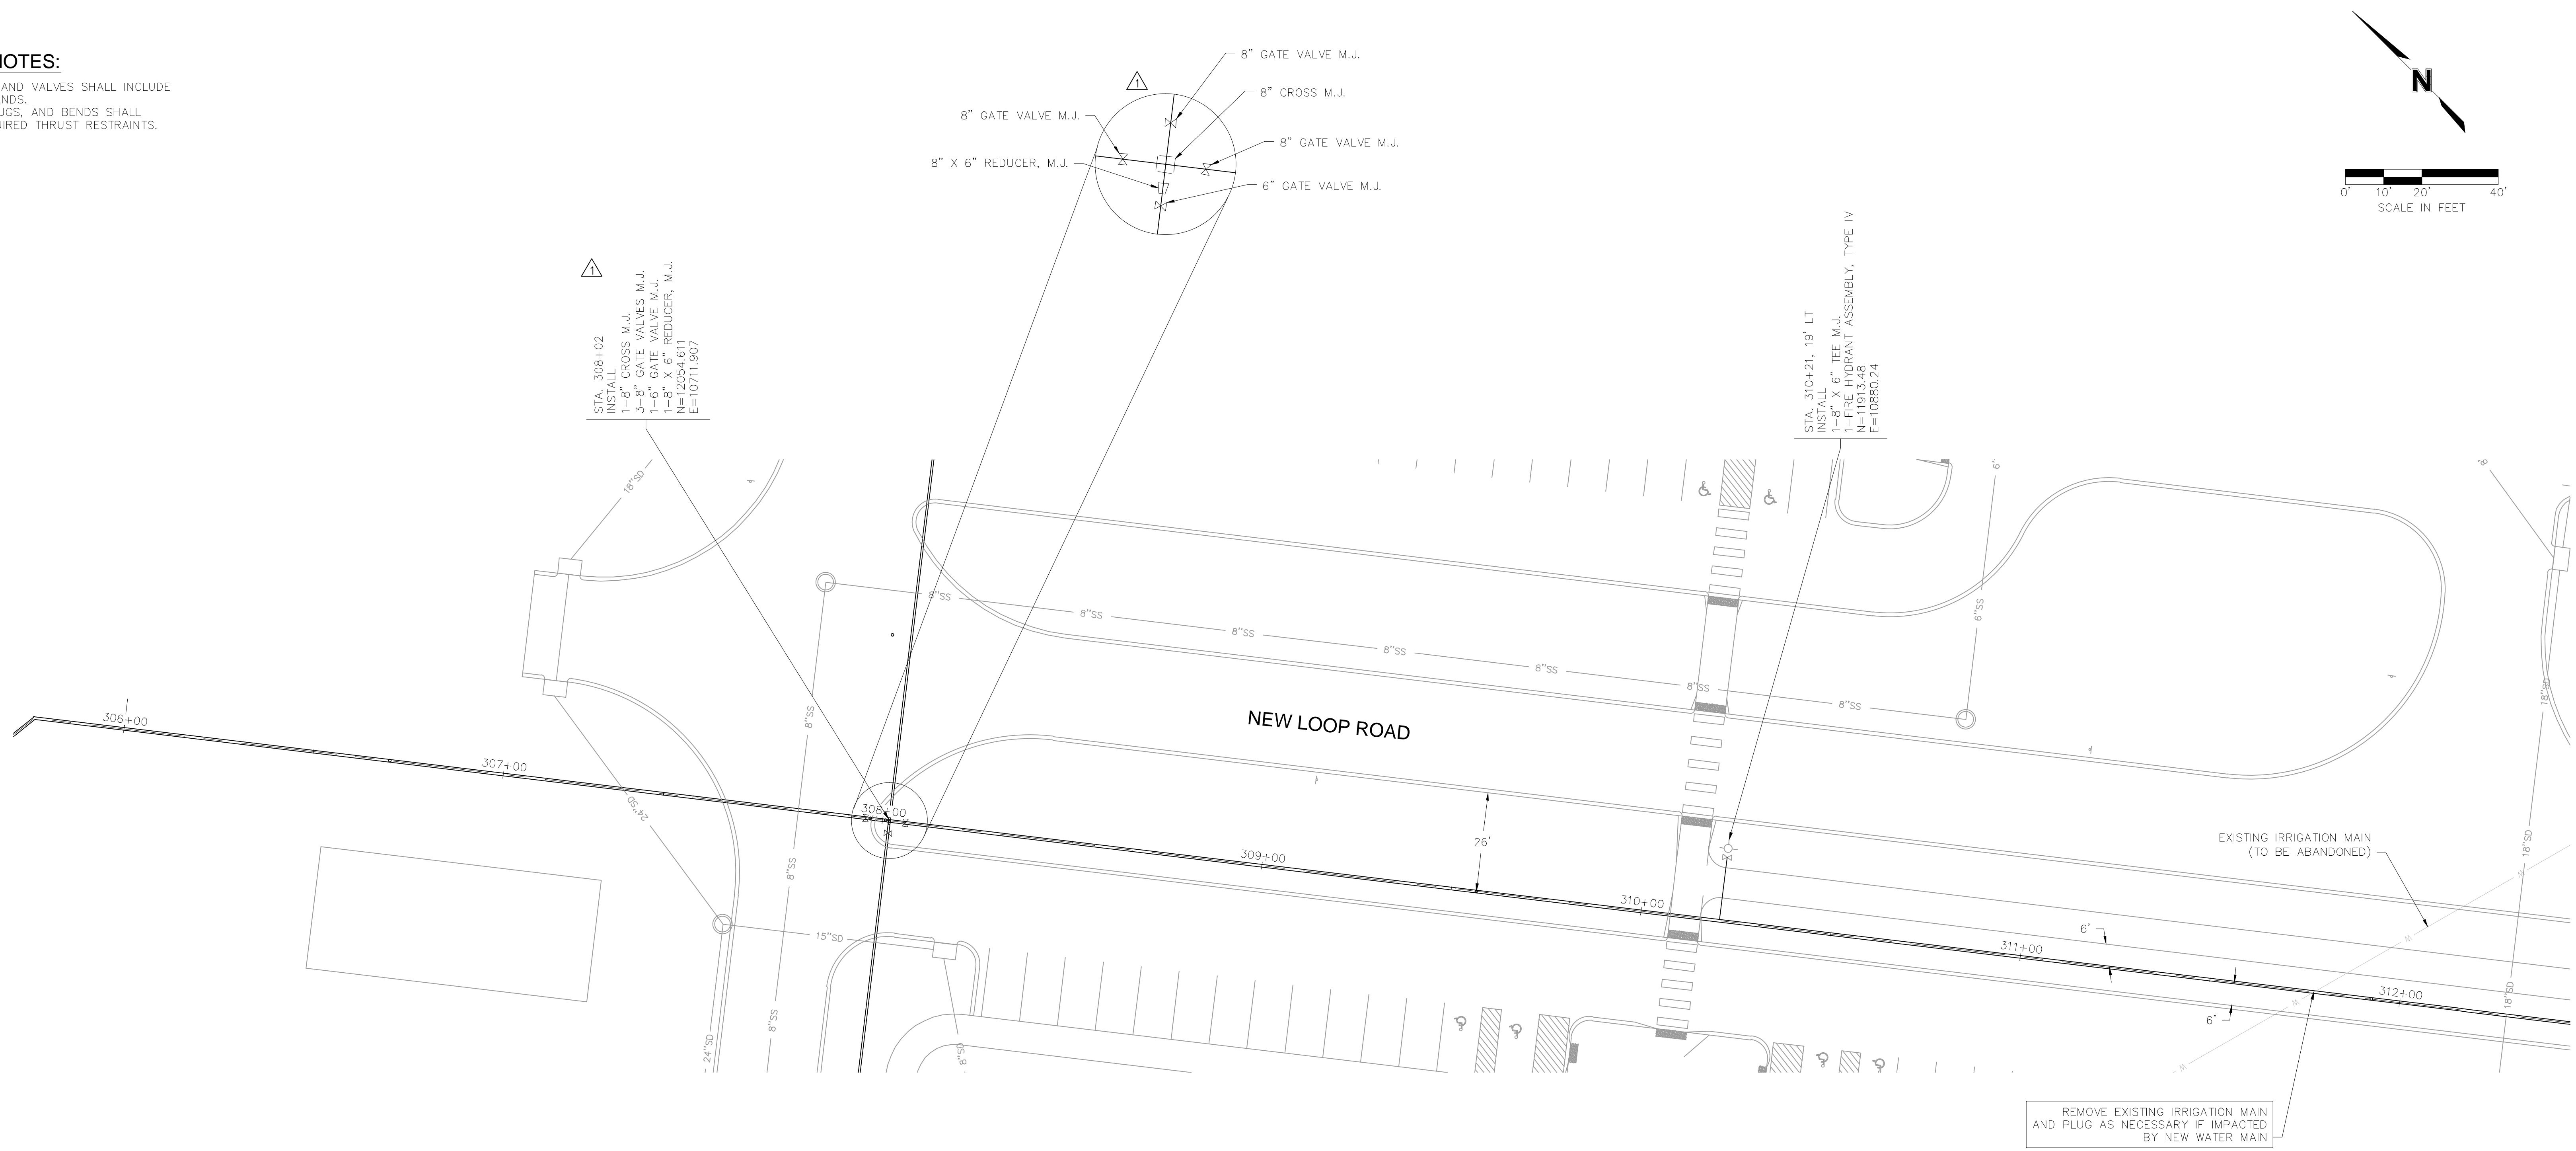 NOTES:
AND VALVES SHALL INCLUDE
NDS.
UGS, AND BENDS SHALL
UIRED THRUST RESTRAINTS.
8" GATE VALVE M.J.
1
8" CROSS M.J.
8" GATE VALVE M.J.
8" GATE VALVE M.J.
8" X 6" REDUCER, M.J.
6" GATE VALVE M.J.
N
0' 10' 20' 40'
SCALE IN FEET
1
STA. 308+02
INSTALL
1-8" CROSS M.J.
3-8" GATE VALVES M.J.
1-6" GATE VALVE M.J.
1-8" X 6" REDUCER, M.J.
N=12054.611
E=10711.907
STA. 310+21, 19' LT
INSTALL
1-8" X 6" TEE M.J.
1-FIRE HYDRANT ASSEMBLY, TYPE IV
N=11913.48
E=10880.24
18"SD
6'
8"SS
8"SS
8"SS
8"SS
8"SS
8"SS
8"SS
6"SS
18"SD
8"SS
306+00
307+00
308+00
309+00
310+00
311+00
312+00
NEW LOOP ROAD
24"SD
8"SS
26'
EXISTING IRRIGATION MAIN
(TO BE ABANDONED)
18"SD
W
W
W
W
15"SD
6'
6'
18"SD
8"SS
24"SD
8"SD
REMOVE EXISTING IRRIGATION MAIN
AND PLUG AS NECESSARY IF IMPACTED
BY NEW WATER MAIN